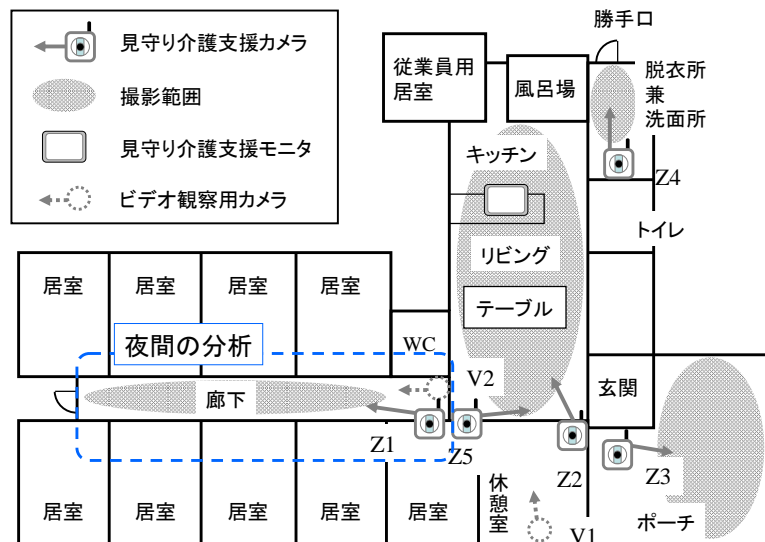 見守り介護支援カメラ
撮影範囲
見守り介護支援モニタ
ビデオ観察用カメラ
勝手口
従業員用
居室
風呂場
脱衣所
兼
洗面所
キッチン
Z4
トイレ
リビング
テーブル
居室
居室
居室
居室
WC
夜間の分析
V2
玄関
廊下
Z1
Z5
Z2
Z3
休憩室
V1
ポーチ
居室
居室
居室
居室
居室